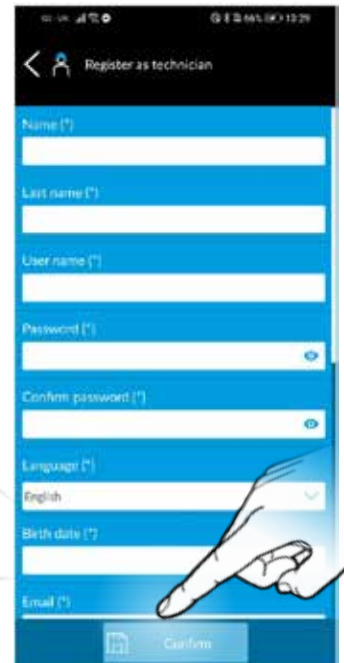 Register as technician
Name (*)
Last name (*)
User name (*)
Password (*)
Confirm password (*)
Language (*)
English
Birth date (*)
Email (*)
Confirm